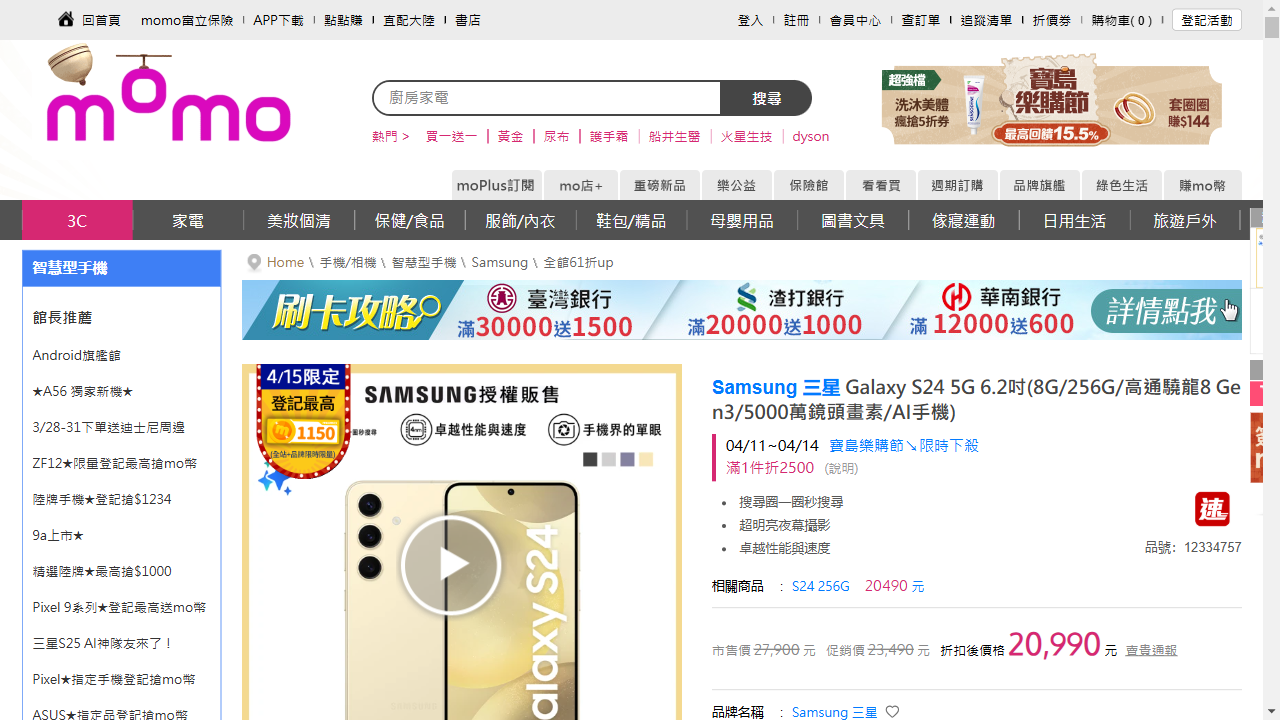 回首頁 momo富立保險 APP下載 點點賺 直配大陸 書店 登入 註冊 會員中心 查訂單 追蹤清單 折價券 購物車( 0 ) 登記活動
momo
廚房家電 搜尋
熱門 > 買一送一 黃金 尿布 護手霜 船井生醫 火星生技 dyson
超強檔
洗沐美體
瘋搶5折券
寶島
樂購節
最高回饋15.5%
套圈圈
賺$144
moPlus訂閱 mo店+ 重磅新品 樂公益 保險館 看看買 週期訂購 品牌旗艦 綠色生活 賺mo幣
3C 家電 美妝個清 保健/食品 服飾/內衣 鞋包/精品 母嬰用品 圖書文具 傢寢運動 日用生活 旅遊戶外
智慧型手機
館長推薦
Android旗艦館
★A56 獨家新機★
3/28-31下單送迪士尼周邊
ZF12★限量登記最高搶mo幣
陸牌手機★登記搶$1234
9a上市★
精選陸牌★最高搶$1000
Pixel 9系列★登記最高送mo幣
三星S25 AI神隊友來了！
Pixel★指定手機登記搶mo幣
ASUS★指定品登記搶mo幣
Home \ 手機/相機 \ 智慧型手機 \ Samsung \ 全館61折up
刷卡攻略 臺灣銀行 滿30000送1500 渣打銀行 滿20000送1000 華南銀行 滿 12000送600 詳情點我
4/15限定
登記最高
m 1150
(全站+品牌限時限量)
SAMSUNG授權販售
圈秒搜尋 4nm 卓越性能與速度 手機界的單眼
Galaxy S24
SAMSUNG
Samsung 三星 Galaxy S24 5G 6.2吋(8G/256G/高通驍龍8 Ge
n3/5000萬鏡頭畫素/AI手機)
04/11~04/14 寶島樂購節↘限時下殺
滿1件折2500 (說明)
搜尋圈一圈秒搜尋
超明亮夜幕攝影
卓越性能與速度
速
品號：12334757
相關商品 : S24 256G 20490 元
市售價 27,900 元 促銷價 23,490 元 折扣後價格 20,990 元 賣貴通報
品牌名稱 : Samsung 三星